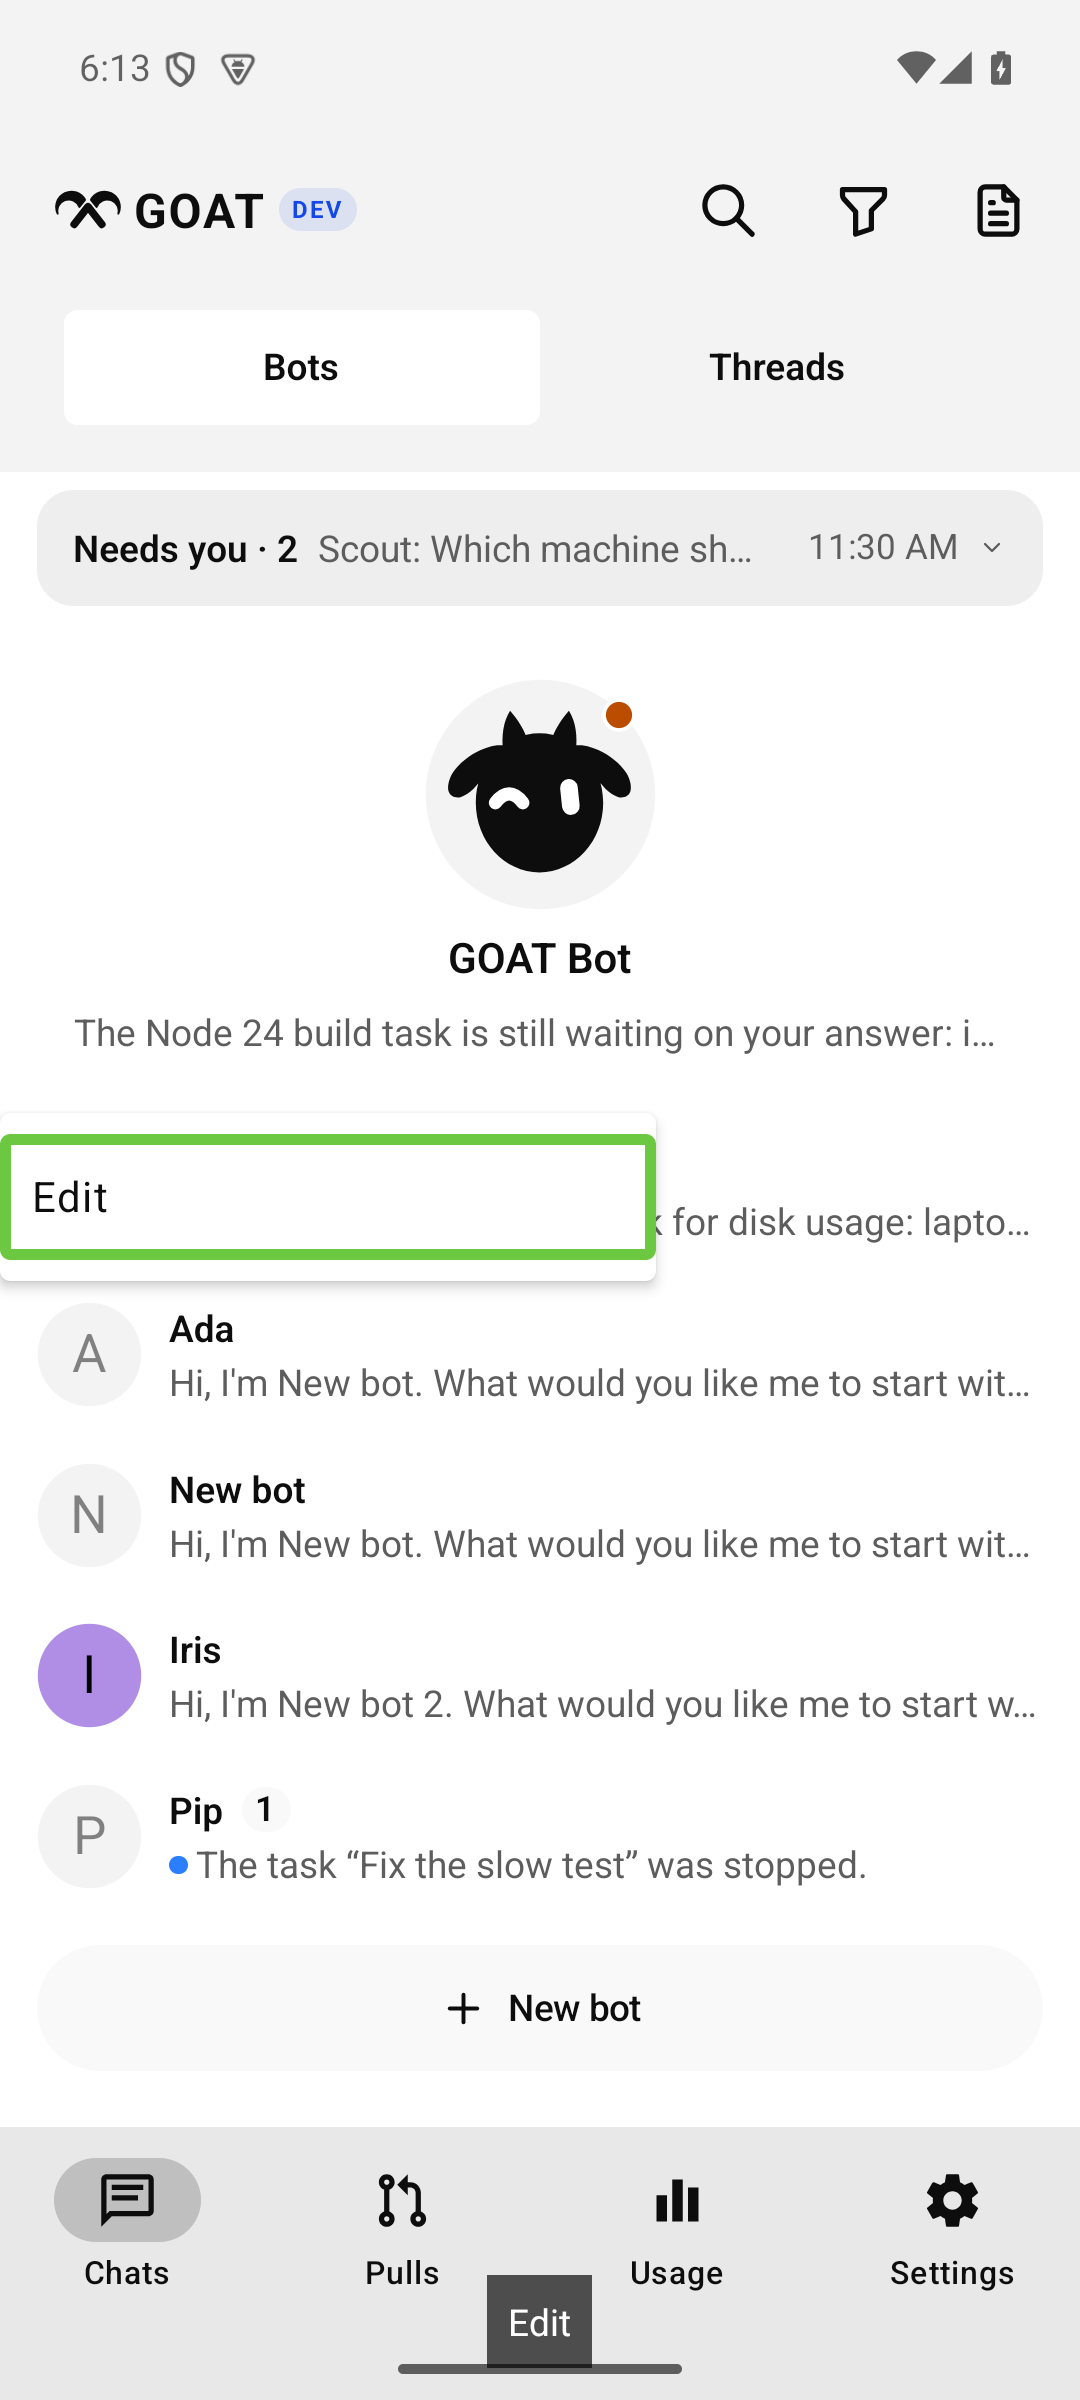 6:13
GOAT DEV
Bots Threads
Needs you · 2 Scout: Which machine sh… 11:30 AM
GOAT Bot
The Node 24 build task is still waiting on your answer: i…
Edit
for disk usage: lapto…
A
Ada
Hi, I'm New bot. What would you like me to start wit…
N
New bot
Hi, I'm New bot. What would you like me to start wit…
I
Iris
Hi, I'm New bot 2. What would you like me to start w…
P
Pip 1
The task “Fix the slow test” was stopped.
+ New bot
Chats Pulls Usage Settings
Edit